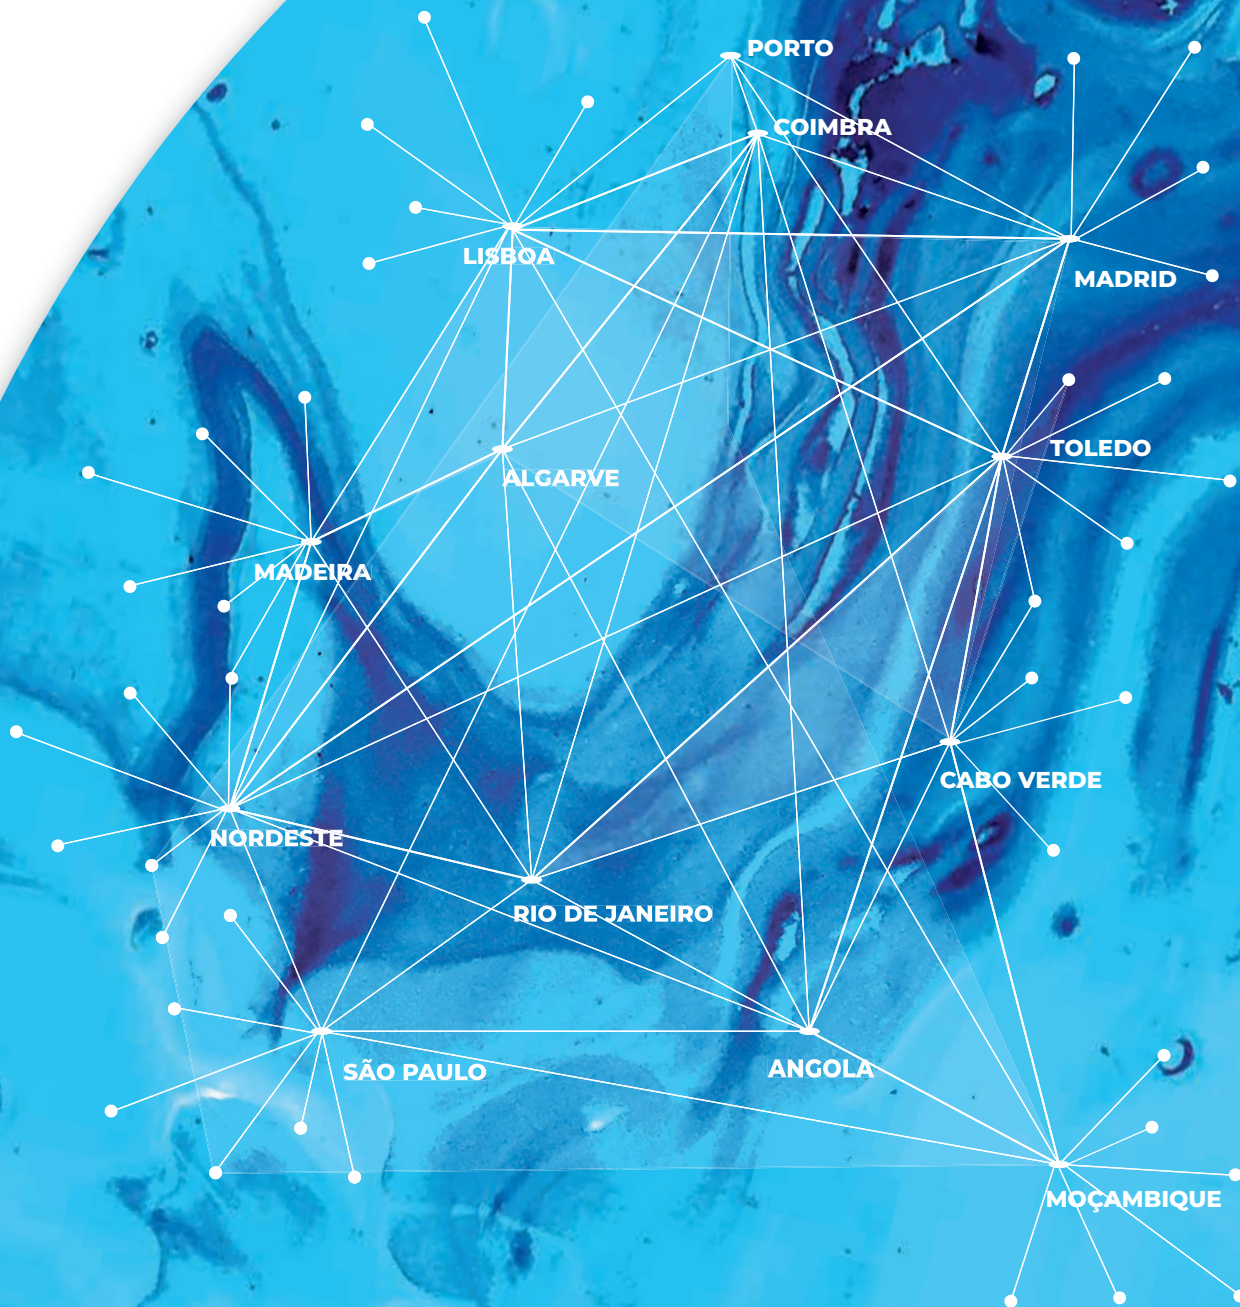 PORTO
COIMBRA
LISBOA
MADRID
TOLEDO
ALGARVE
MADEIRA
CABO VERDE
NORDESTE
RIO DE JANEIRO
SÃO PAULO
ANGOLA
MOÇAMBIQUE